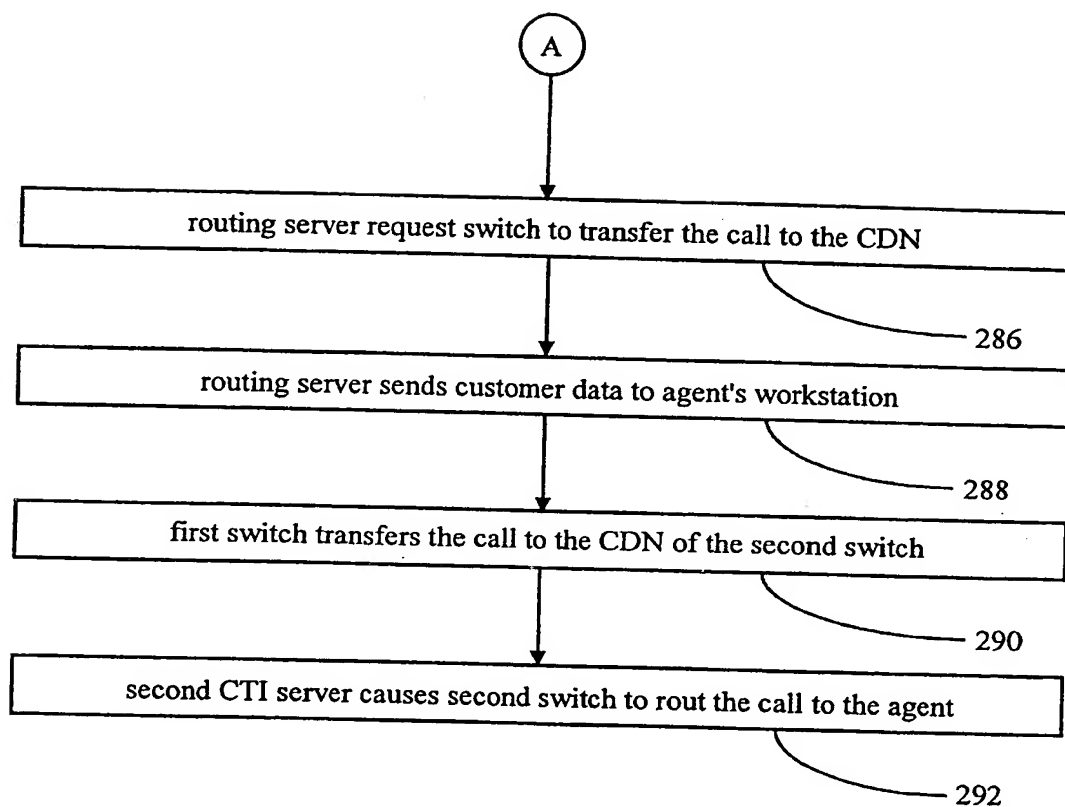 A
routing server request switch to transfer the call to the CDN
286
routing server sends customer data to agent's workstation
288
first switch transfers the call to the CDN of the second switch
290
second CTI server causes second switch to rout the call to the agent
292